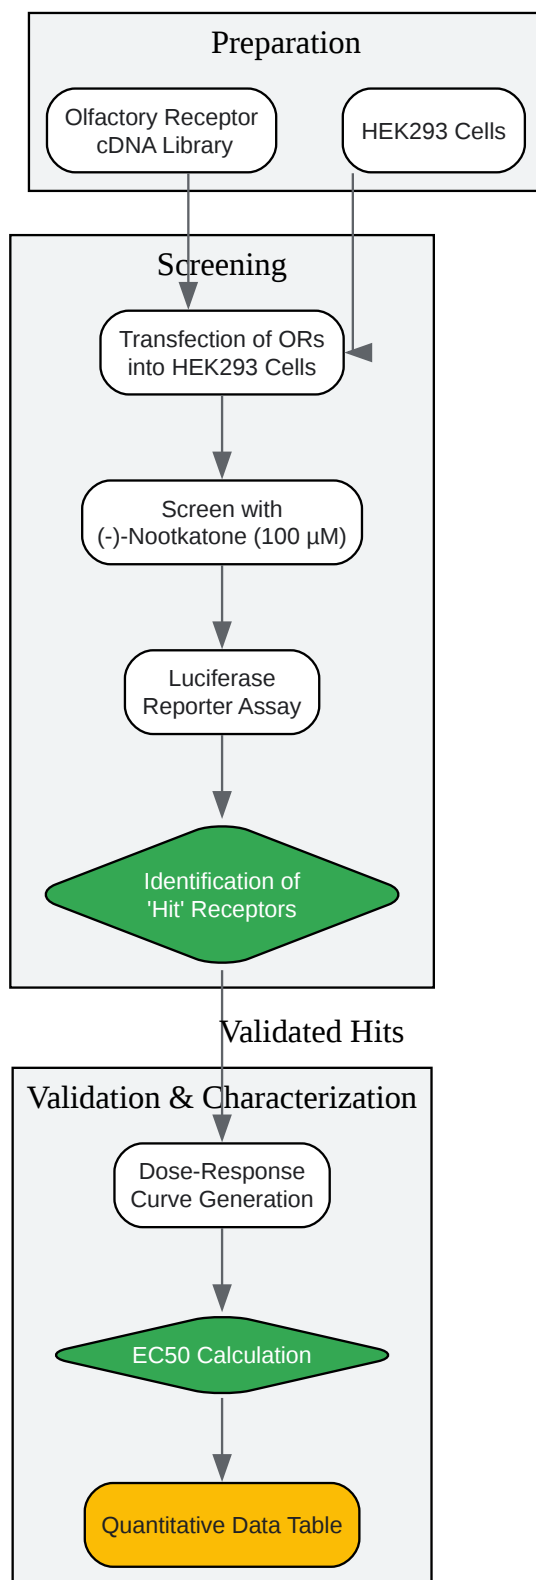 Preparation
Olfactory Receptor
cDNA Library
HEK293 Cells
Screening
Transfection of ORs
into HEK293 Cells
Screen with
(-)-Nootkatone (100 µM)
Luciferase
Reporter Assay
Identification of
'Hit' Receptors
Validated Hits
Validation & Characterization
Dose-Response
Curve Generation
EC50 Calculation
Quantitative Data Table